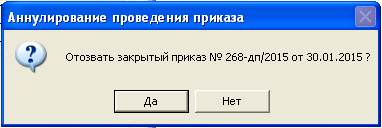 Аннулирование проведения приказа
Отозвать закрытый приказ № 268-дп/2015 от 30.01.2015 ?
Да
Нет